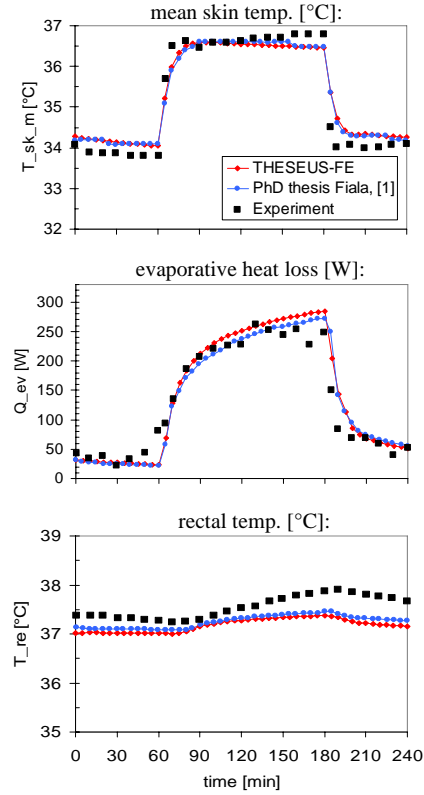 mean skin temp. [°C]:
37
36
35
34
33
32
T_sk_m [°C]
THESEUS-FE
PhD thesis Fiala, [1]
Experiment
evaporative heat loss [W]:
300
250
200
150
100
50
0
Q_ev [W]
rectal temp. [°C]:
39
38
37
36
35
T_re [°C]
0 30 60 90 120 150 180 210 240
time [min]